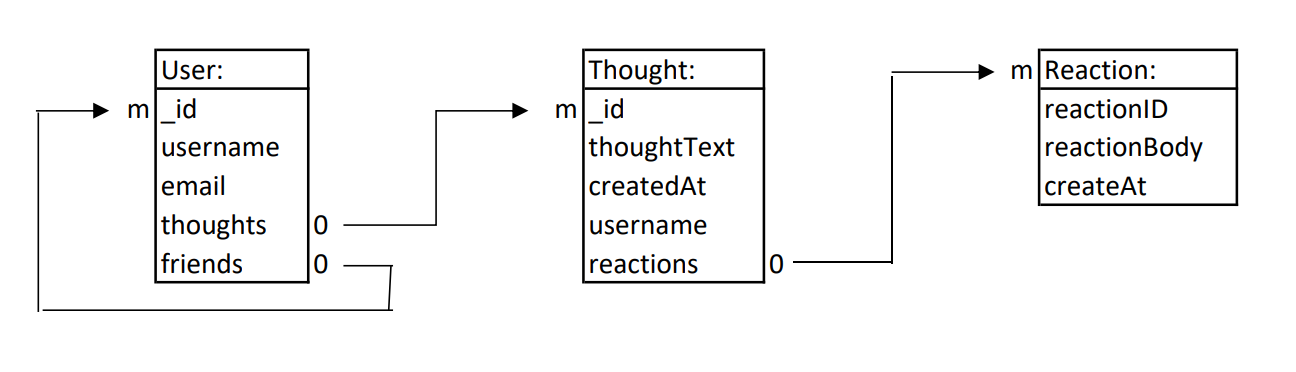 User:
m _id
username
email
thoughts 0
friends 0
Thought:
m _id
thoughtText
createdAt
username
reactions 0
m Reaction:
reactionID
reactionBody
createAt